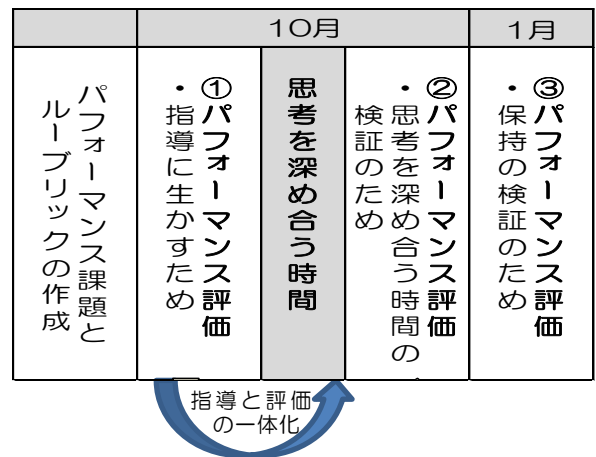 10月
1月
パフォーマンス課題と
ルーブリックの作成
①パフォーマンス評価
・指導に生かすため
思考を深め合う時間
②パフォーマンス評価
・思考を深め合う時間の
検証のため
③パフォーマンス評価
・保持の検証のため
指導と評価
の一体化